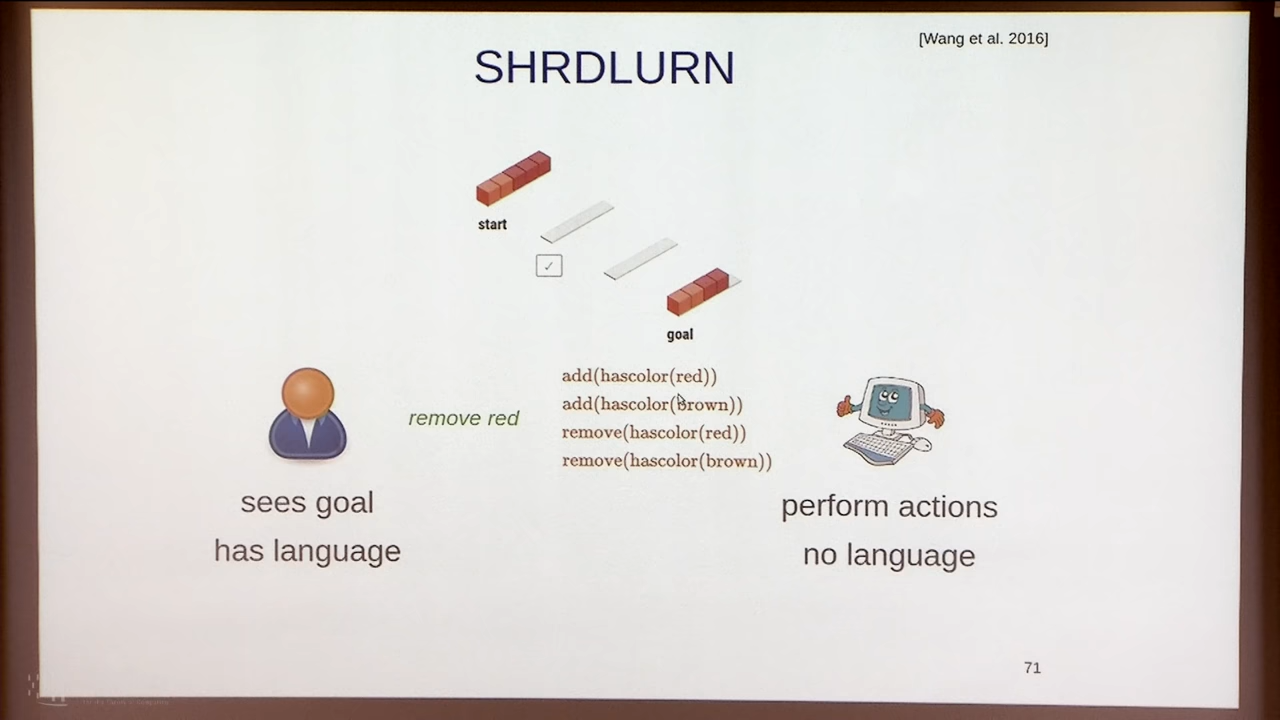 [Wang et al. 2016]
SHRDLURN
start
goal
add(hascolor(red))
add(hascolor(brown))
remove red
remove(hascolor(red))
remove(hascolor(brown))
sees goal
has language
perform actions
no language
71